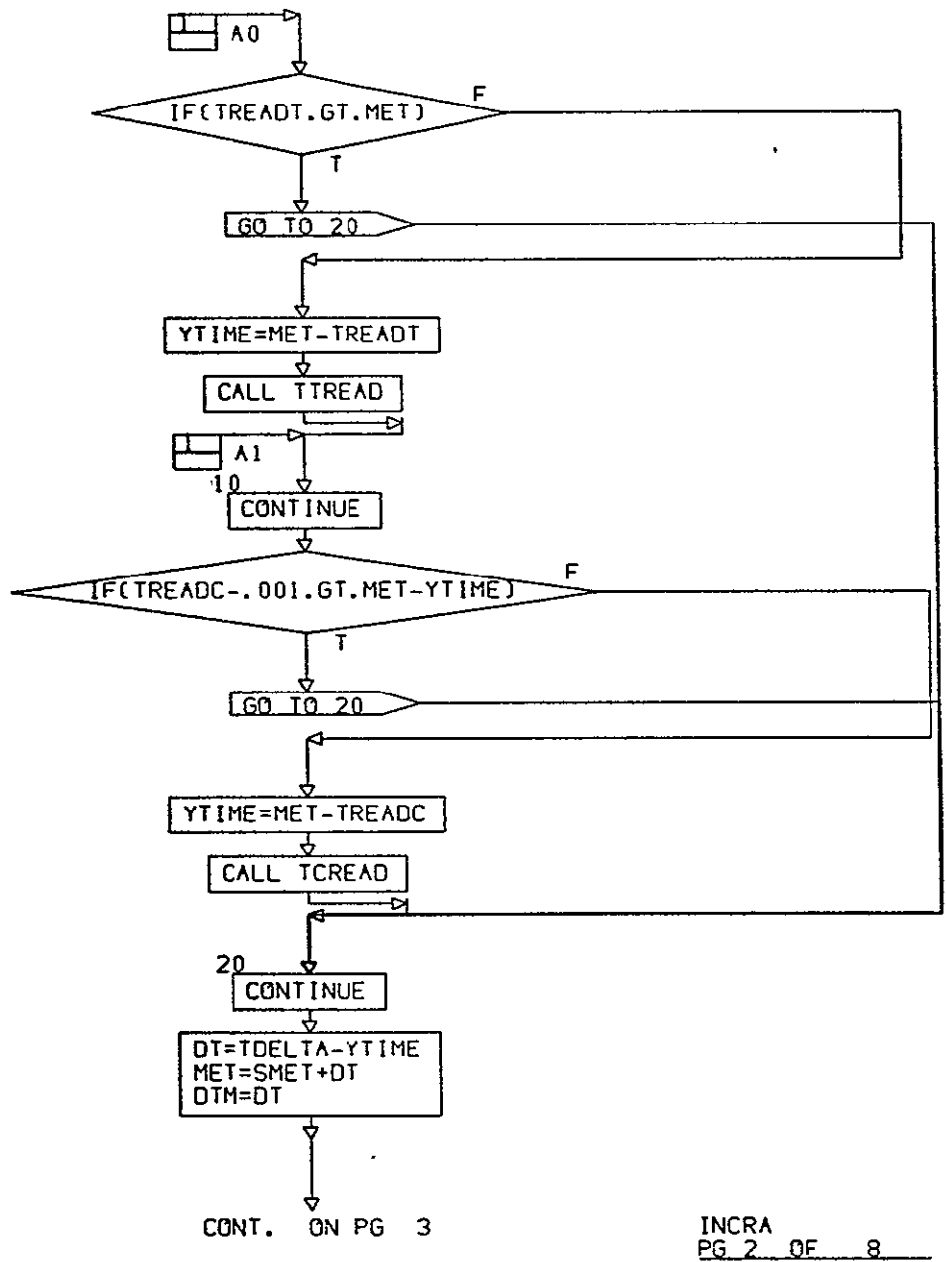 A0
IF(TREADT.GT.MET)
F
T
GO TO 20
YTIME=MET-TREADT
CALL TTREAD
A1
10
CONTINUE
IF(TREADC-.001.GT.MET-YTIME)
F
T
GO TO 20
YTIME=MET-TREADC
CALL TCREAD
20
CONTINUE
DT=TDELTA-YTIME
MET=SMET+DT
DTM=DT
CONT. ON PG 3
INCRA
PG 2 OF 8